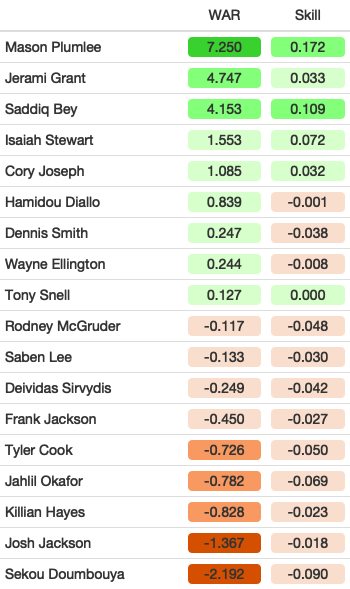 WAR Skill
Mason Plumlee 7.250 0.172
Jerami Grant 4.747 0.033
Saddiq Bey 4.153 0.109
Isaiah Stewart 1.553 0.072
Cory Joseph 1.085 0.032
Hamidou Diallo 0.839 -0.001
Dennis Smith 0.247 -0.038
Wayne Ellington 0.244 -0.008
Tony Snell 0.127 0.000
Rodney McGruder -0.117 -0.048
Saben Lee -0.133 -0.030
Deividas Sirvydis -0.249 -0.042
Frank Jackson -0.450 -0.027
Tyler Cook -0.726 -0.050
Jahlil Okafor -0.782 -0.069
Killian Hayes -0.828 -0.023
Josh Jackson -1.367 -0.018
Sekou Doumbouya -2.192 -0.090